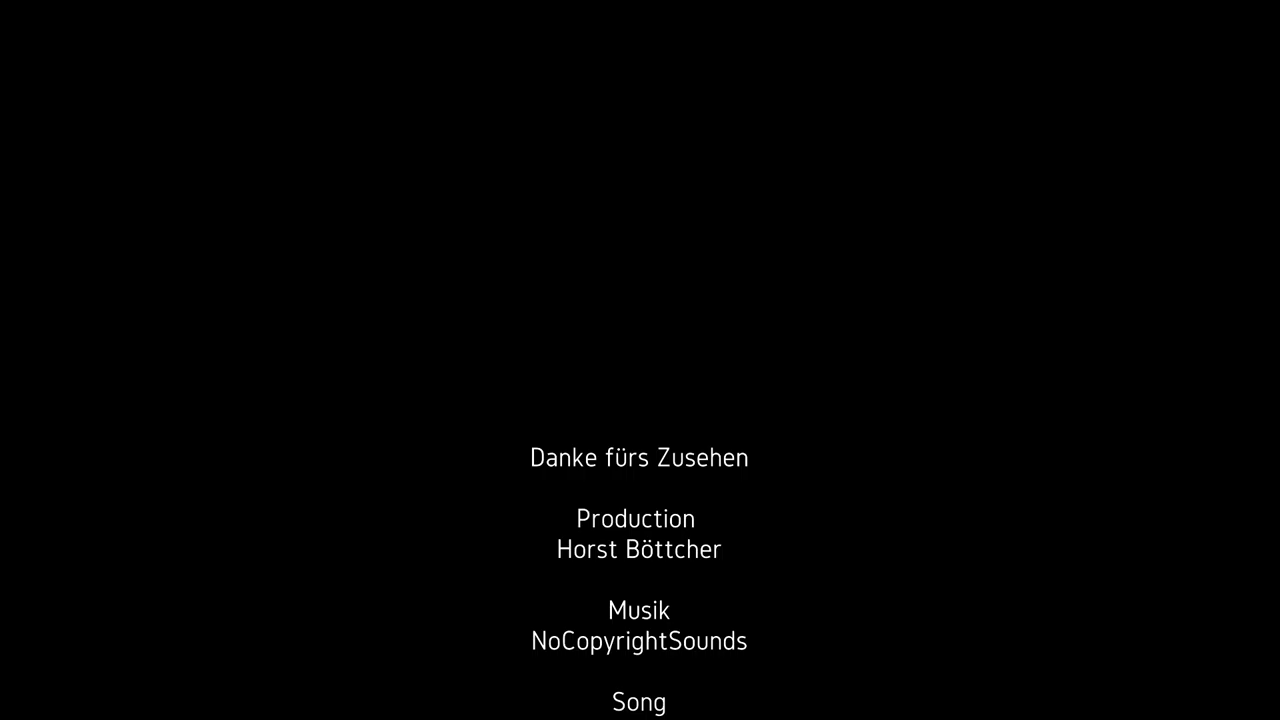 Danke fürs Zusehen
Production
Horst Böttcher
Musik
NoCopyrightSounds
Song